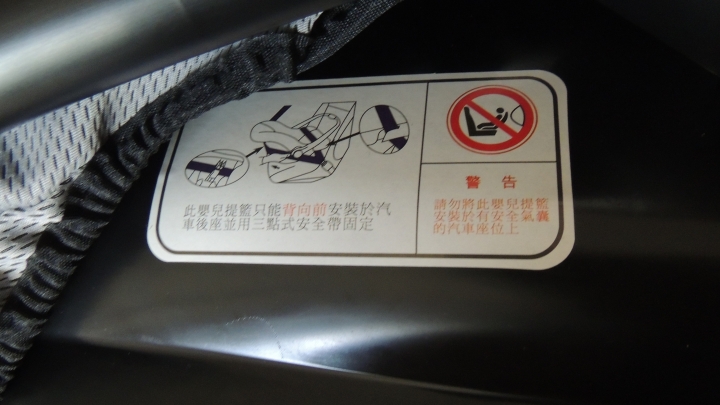 此嬰兒提籃只能背向前安裝於汽
車後座並用三點式安全帶固定
警 告
請勿將此嬰兒提籃
安裝於有安全氣囊
的汽車座位上